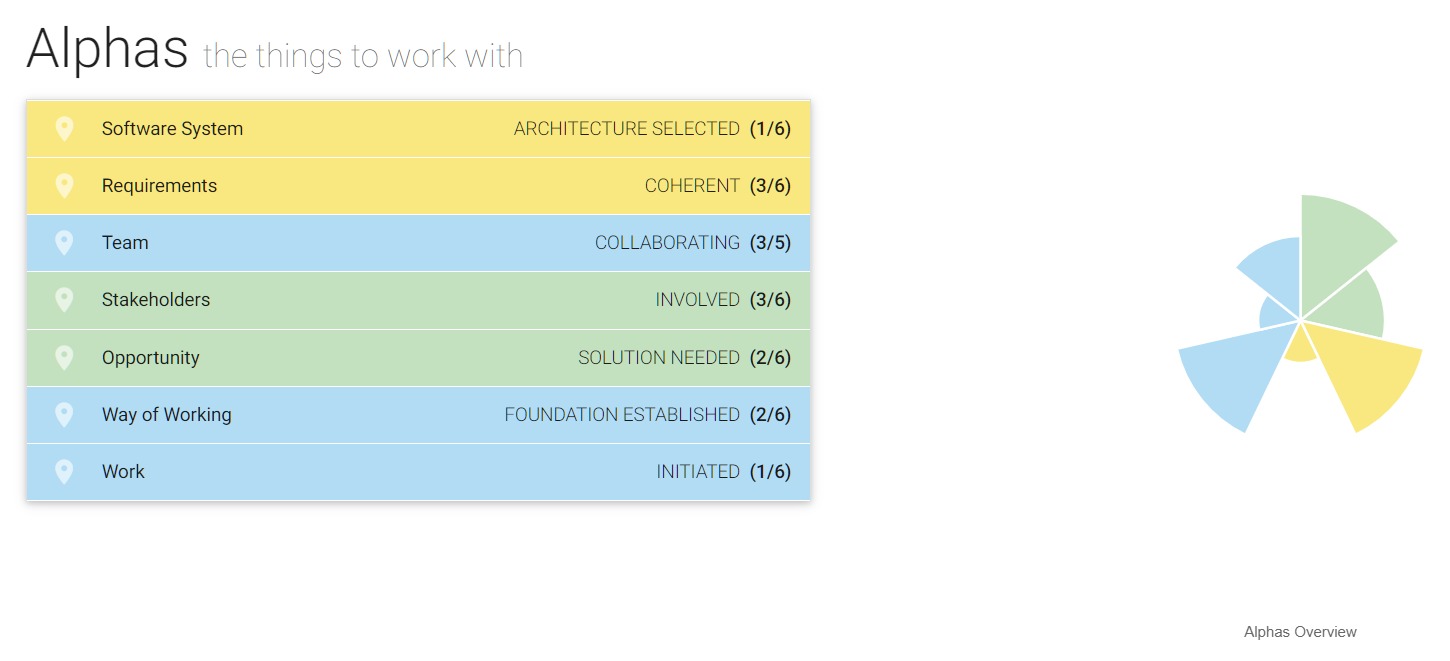 Alphas the things to work with
Software System ARCHITECTURE SELECTED (1/6)
Requirements COHERENT (3/6)
Team COLLABORATING (3/5)
Stakeholders INVOLVED (3/6)
Opportunity SOLUTION NEEDED (2/6)
Way of Working FOUNDATION ESTABLISHED (2/6)
Work INITIATED (1/6)
Alphas Overview